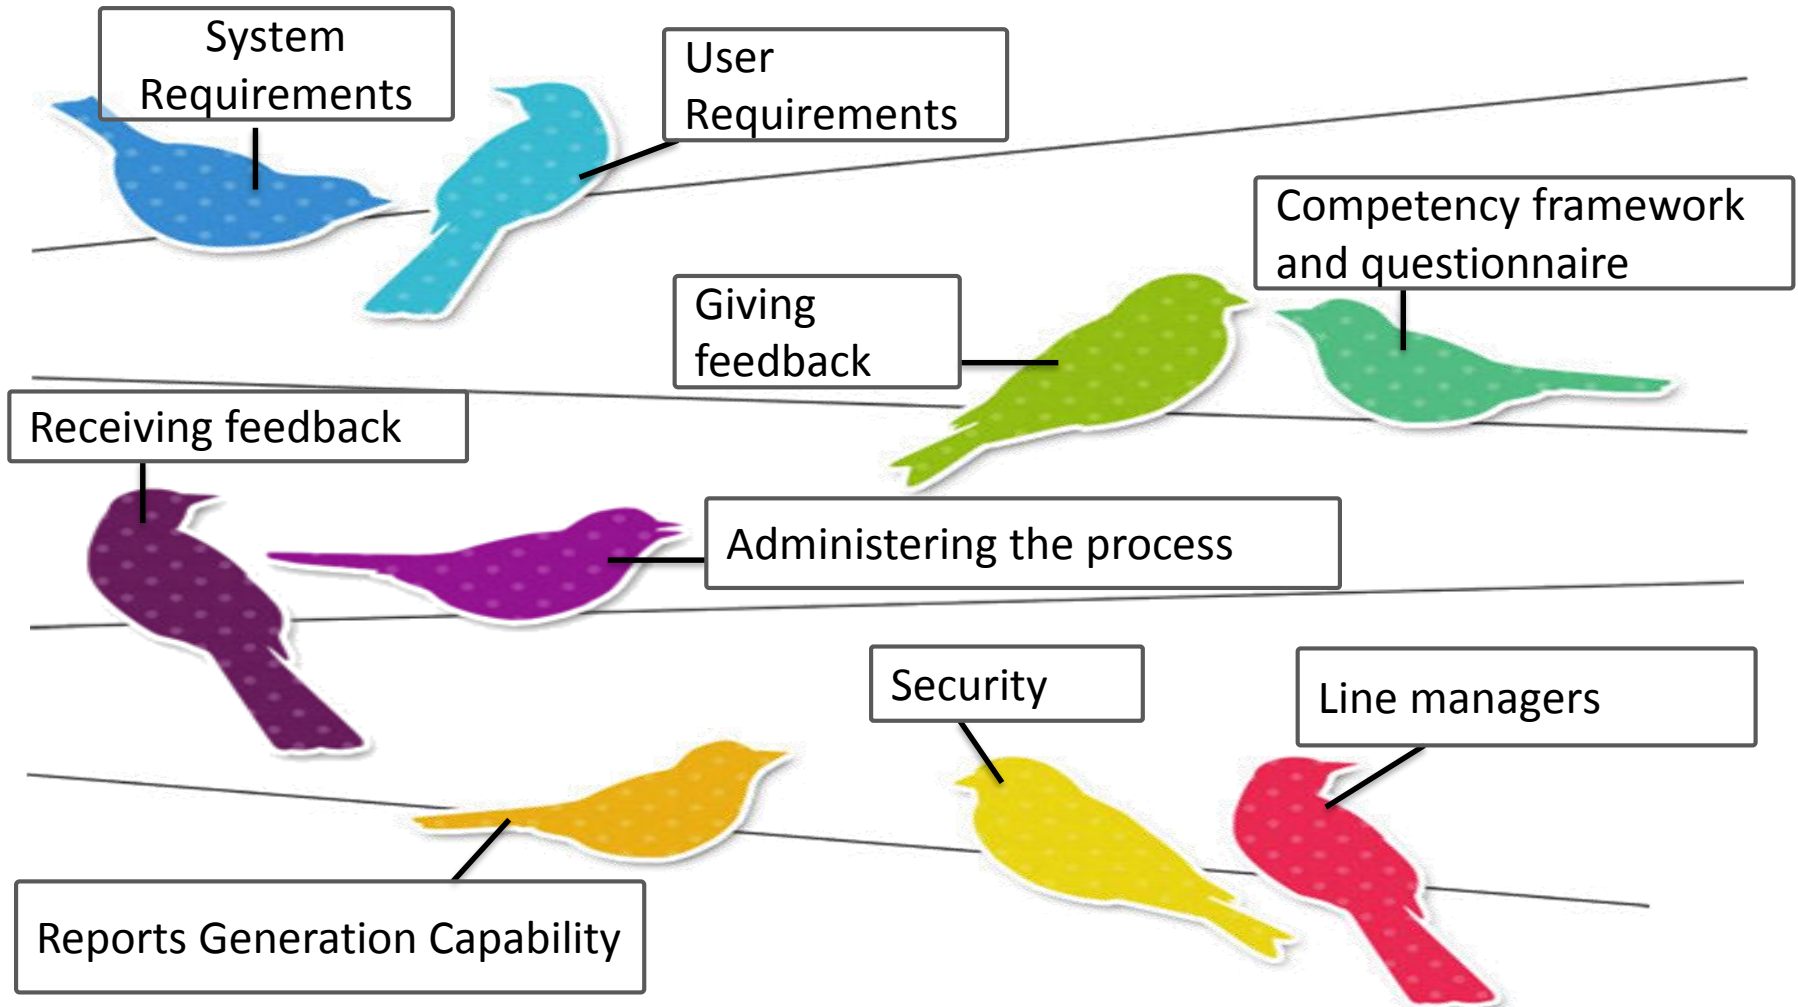 System
Requirements
User
Requirements
Competency framework
and questionnaire
Giving
feedback
Receiving feedback
Administering the process
Security
Line managers
Reports Generation Capability